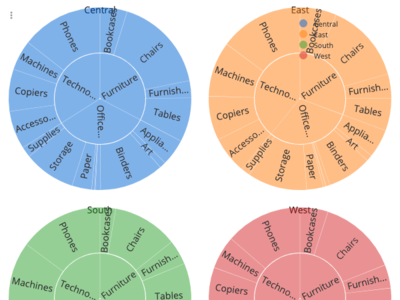 Central
Bookcases
Phones
Chairs
Machines
Techno...
Furniture
Furnish...
Copiers
Office...
Tables
Accesso...
Supplies
Applia...
Art
Storage
Paper
Binders
East
Central
East
South
West
Bookcases
Phones
Chairs
Machines
Techno...
Furniture
Furnish...
Copiers
Office...
Tables
Accesso...
Supplies
Applia...
Art
Storage
Paper
Binders
South
Bookcases
Phones
Chairs
Furnish...
Machines
Techno...
Furniture
Tables
West
Bookcases
Phones
Chairs
Machines
Furnish...
Copiers
Techno...
Furniture